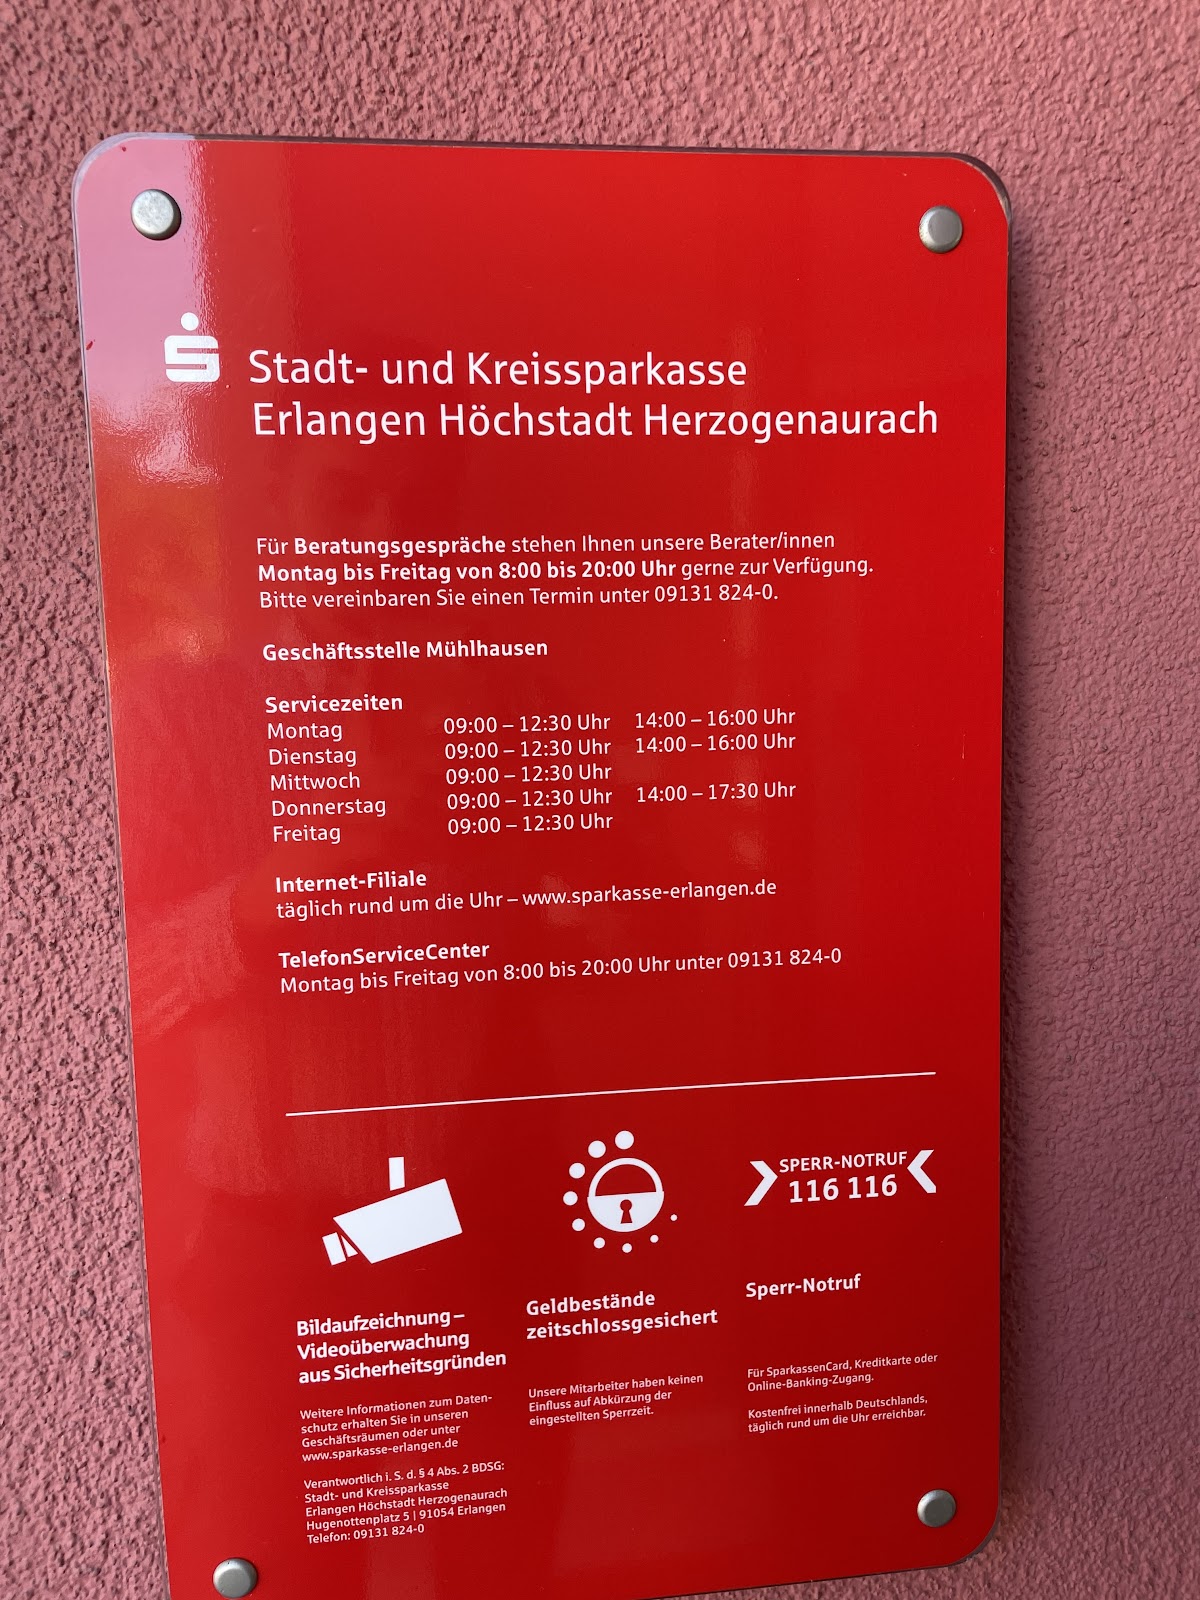 Stadt- und Kreissparkasse
Erlangen Höchstadt Herzogenaurach
Für Beratungsgespräche stehen Ihnen unsere Berater/innen
Montag bis Freitag von 8:00 bis 20:00 Uhr gerne zur Verfügung.
Bitte vereinbaren Sie einen Termin unter 09131 824-0.
Geschäftsstelle Mühlhausen
Servicezeiten
Montag 09:00 – 12:30 Uhr 14:00 – 16:00 Uhr
Dienstag 09:00 – 12:30 Uhr 14:00 – 16:00 Uhr
Mittwoch 09:00 – 12:30 Uhr
Donnerstag 09:00 – 12:30 Uhr 14:00 – 17:30 Uhr
Freitag 09:00 – 12:30 Uhr
Internet-Filiale
täglich rund um die Uhr – www.sparkasse-erlangen.de
TelefonServiceCenter
Montag bis Freitag von 8:00 bis 20:00 Uhr unter 09131 824-0
Bildaufzeichnung –
Videoüberwachung
aus Sicherheitsgründen
Weitere Informationen zum Daten-
schutz erhalten Sie in unseren
Geschäftsräumen oder unter
www.sparkasse-erlangen.de
Verantwortlich i. S. d. § 4 Abs. 2 BDSG:
Stadt- und Kreissparkasse
Erlangen Höchstadt Herzogenaurach
Hugenottenplatz 5 | 91054 Erlangen
Telefon: 09131 824-0
Geldbestände
zeitschlossgesichert
Unsere Mitarbeiter haben keinen
Einfluss auf Abkürzung der
eingestellten Sperrzeit.
SPERR-NOTRUF
116 116
Sperr-Notruf
Für SparkassenCard, Kreditkarte oder
Online-Banking-Zugang.
Kostenfrei innerhalb Deutschlands,
täglich rund um die Uhr erreichbar.